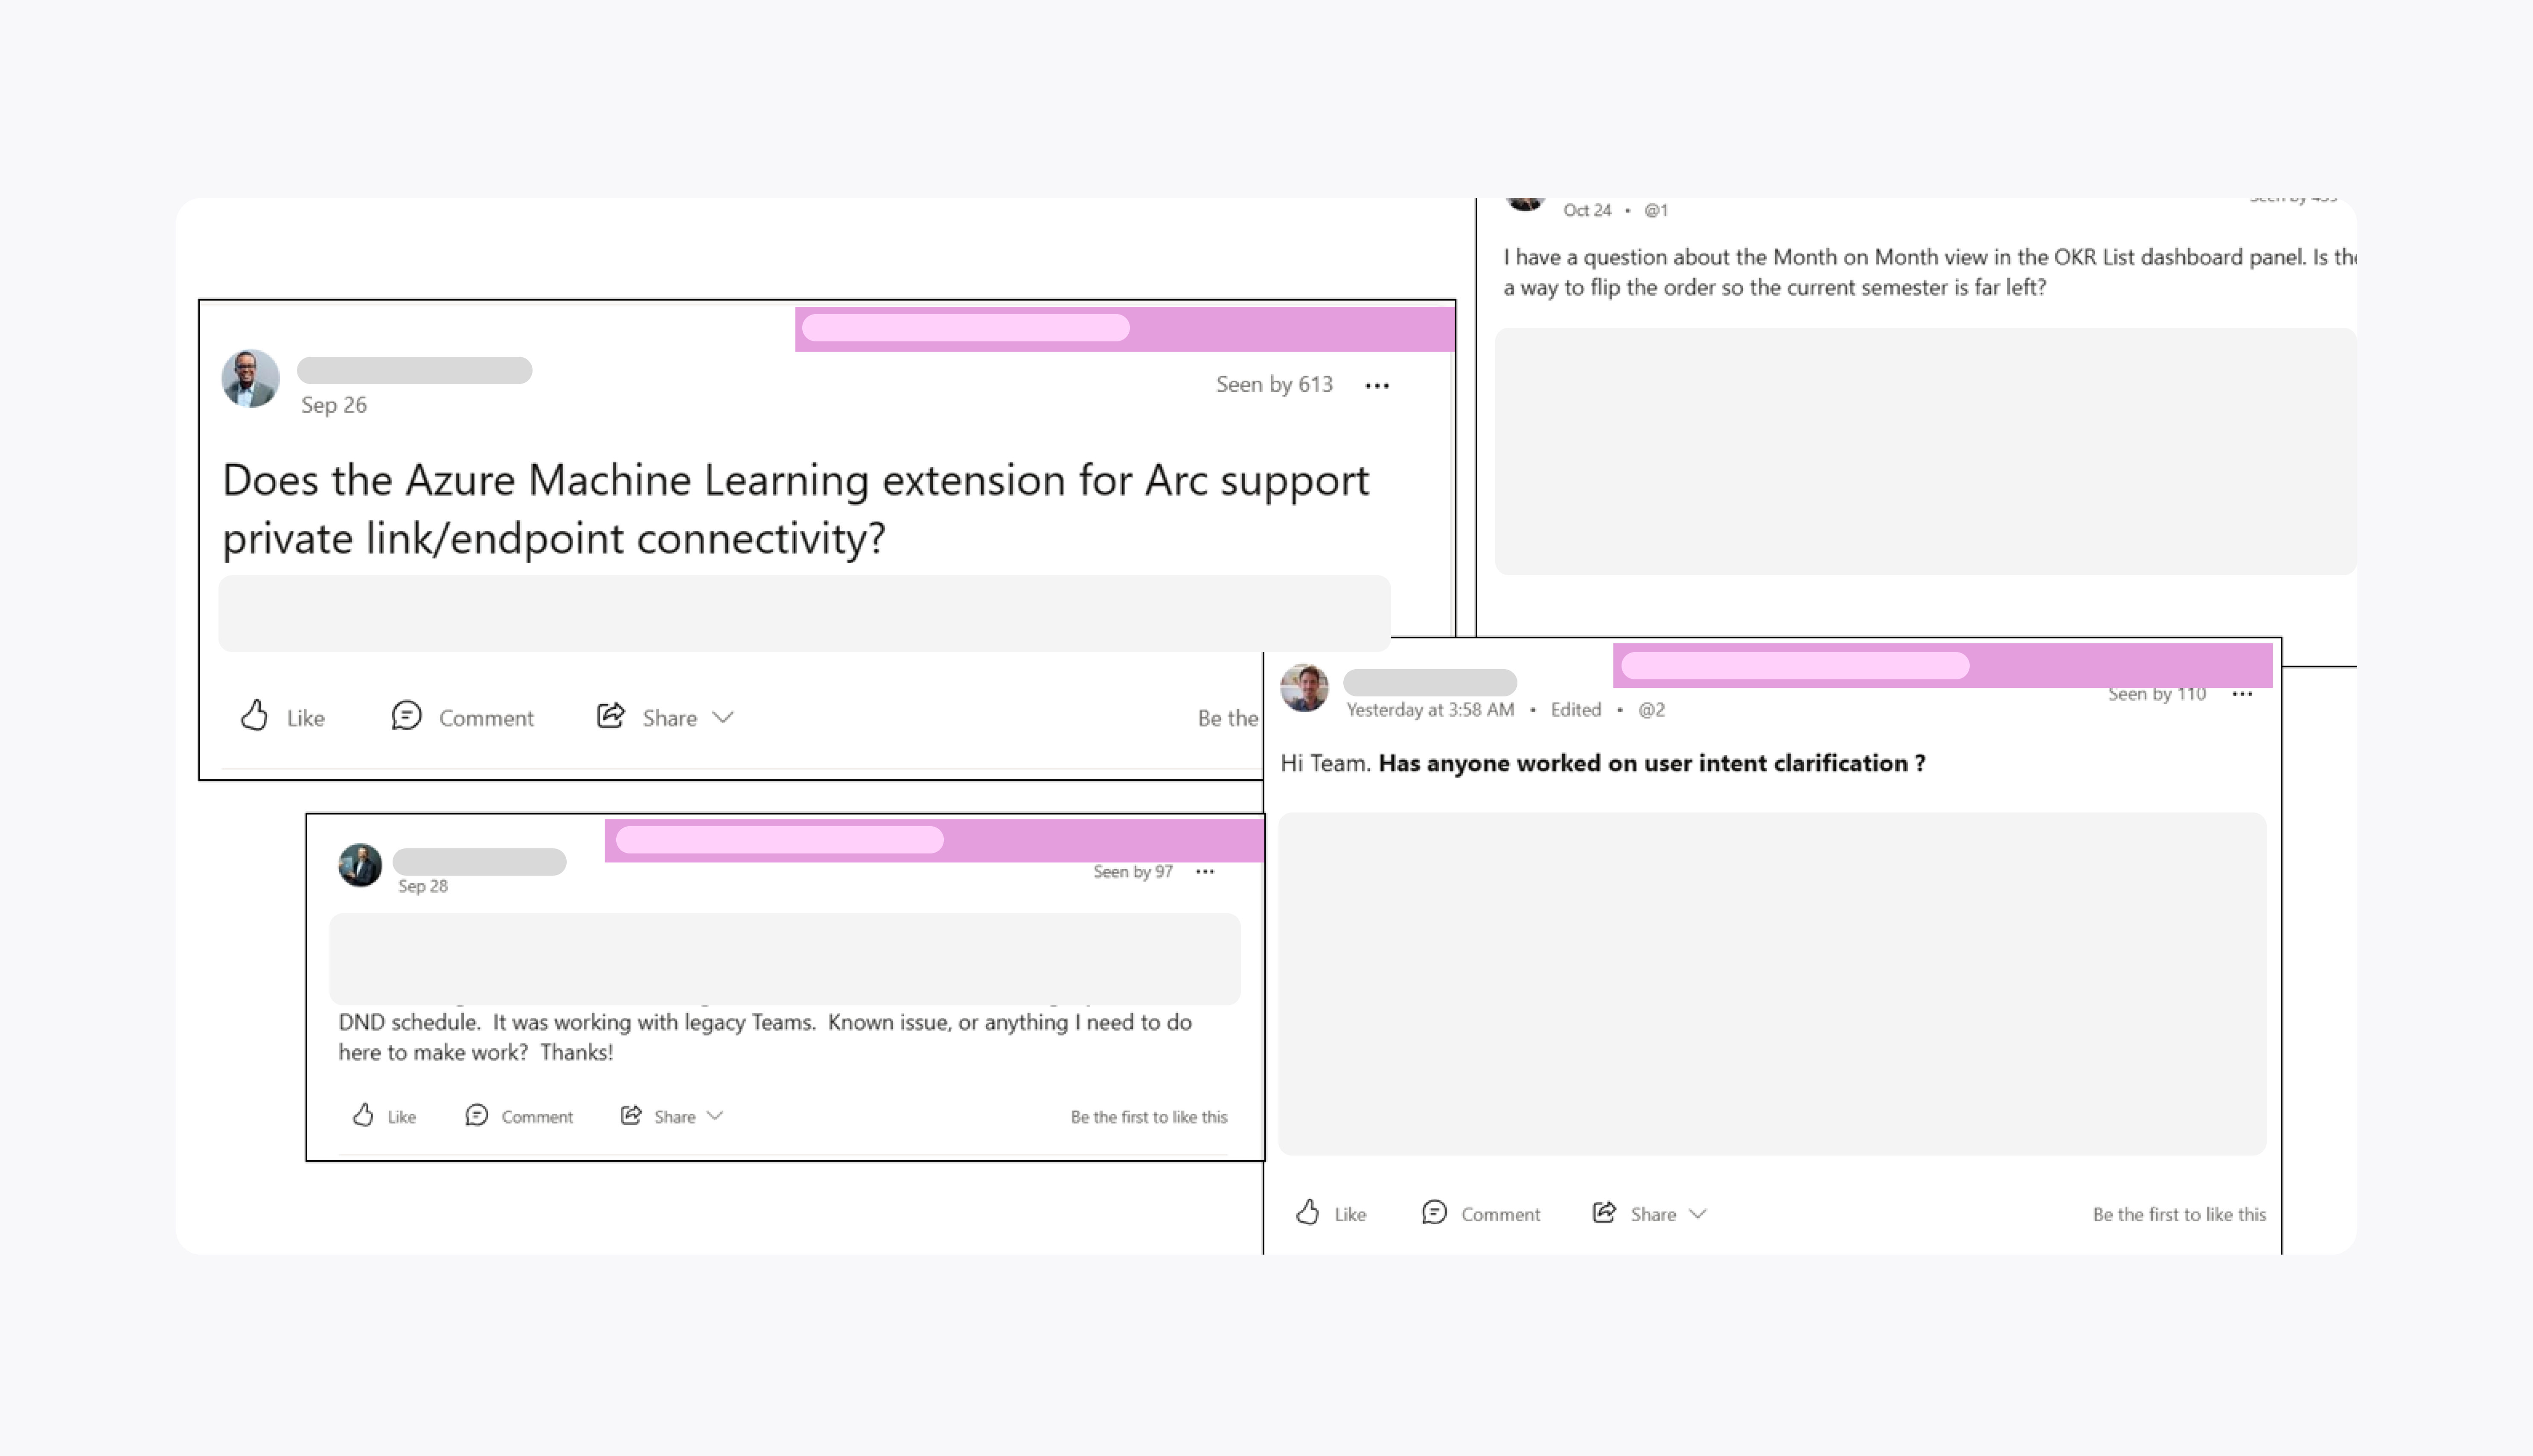 Oct 24 • @1
I have a question about the Month on Month view in the OKR List dashboard panel. Is
a way to flip the order so the current semester is far left?
Seen by 613
Sep 26
Does the Azure Machine Learning extension for Arc support
private link/endpoint connectivity?
Like Comment Share Be the
Seen by 110
Yesterday at 3:58 AM • Edited • @2
Hi Team. Has anyone worked on user intent clarification ?
Like Comment Share Be the first to like this
Seen by 97
Sep 28
DND schedule. It was working with legacy Teams. Known issue, or anything I need to do
here to make work? Thanks!
Like Comment Share Be the first to like this